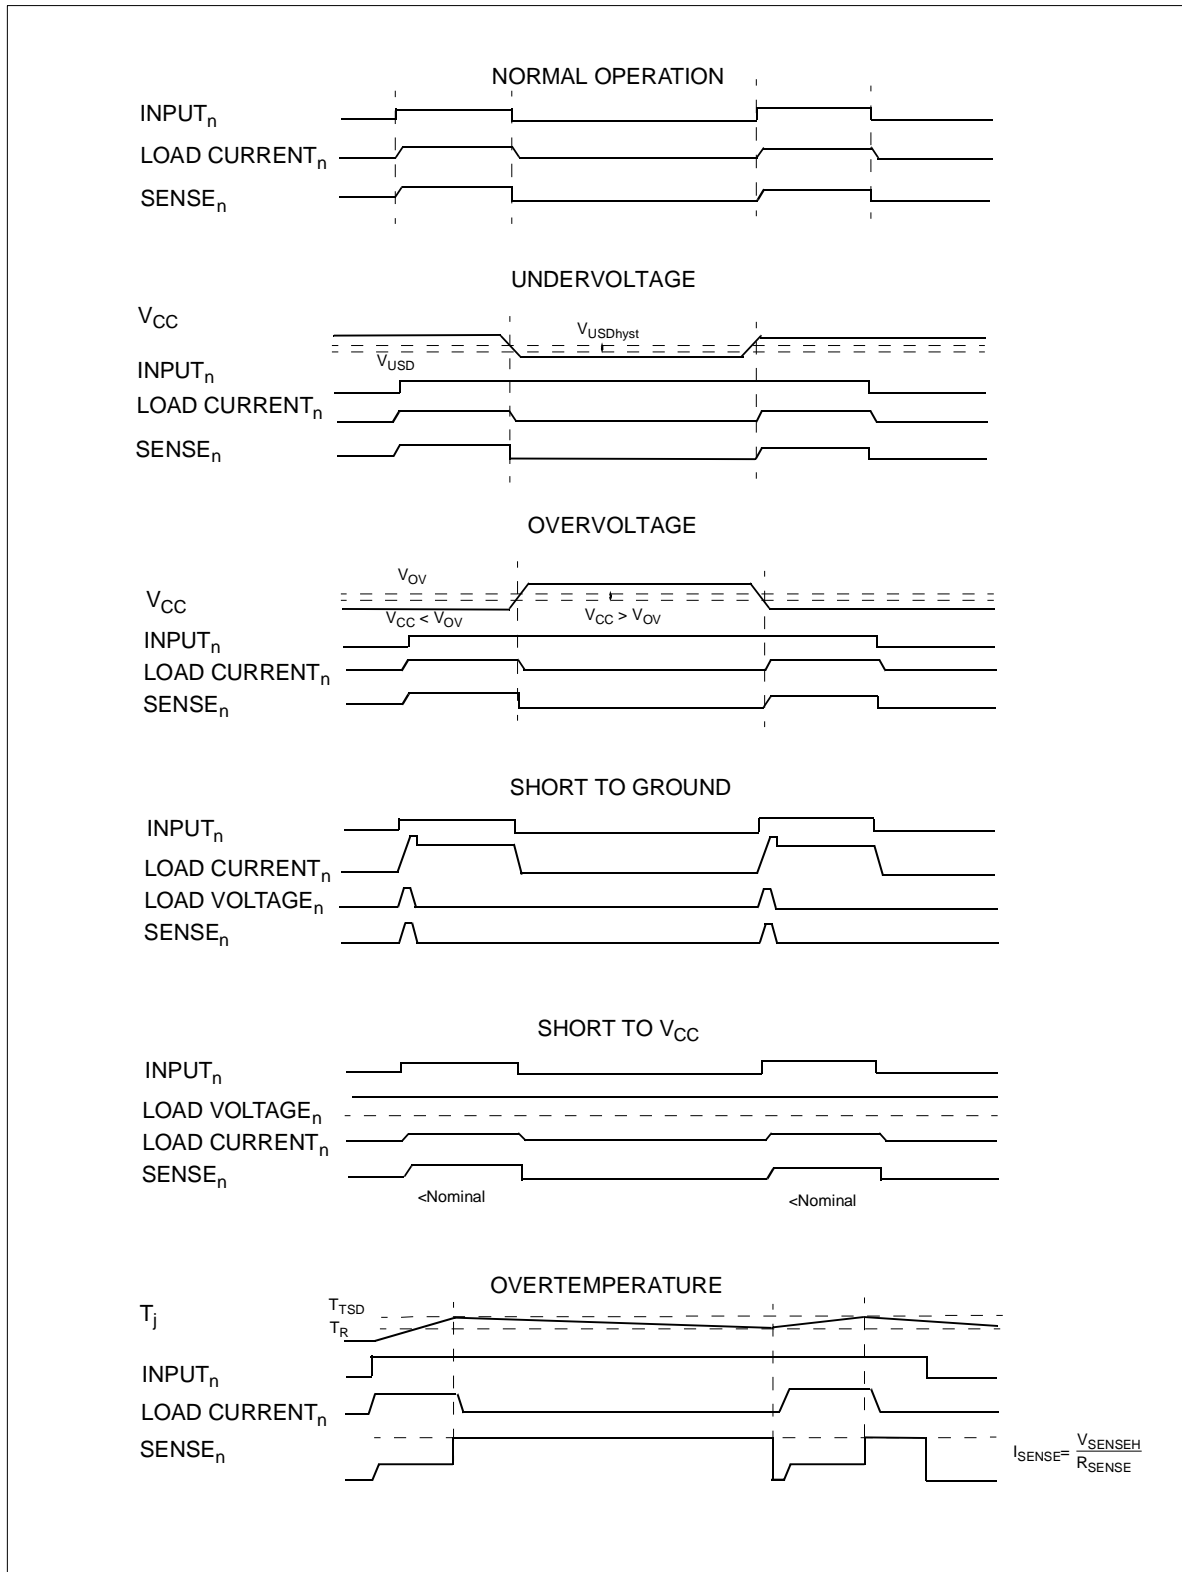 NORMAL OPERATION
INPUTn
LOAD CURRENTn
SENSEn
UNDERVOLTAGE
VCC
VUSDhyst
VUSD
INPUTn
LOAD CURRENTn
SENSEn
OVERVOLTAGE
VOV
VCC
VCC < VOV
VCC > VOV
INPUTn
LOAD CURRENTn
SENSEn
SHORT TO GROUND
INPUTn
LOAD CURRENTn
LOAD VOLTAGEn
SENSEn
SHORT TO VCC
INPUTn
LOAD VOLTAGEn
LOAD CURRENTn
SENSEn
<Nominal
<Nominal
OVERTEMPERATURE
Tj
TTSD
TR
INPUTn
LOAD CURRENTn
SENSEn
ISENSE= VSENSEH
RSENSE